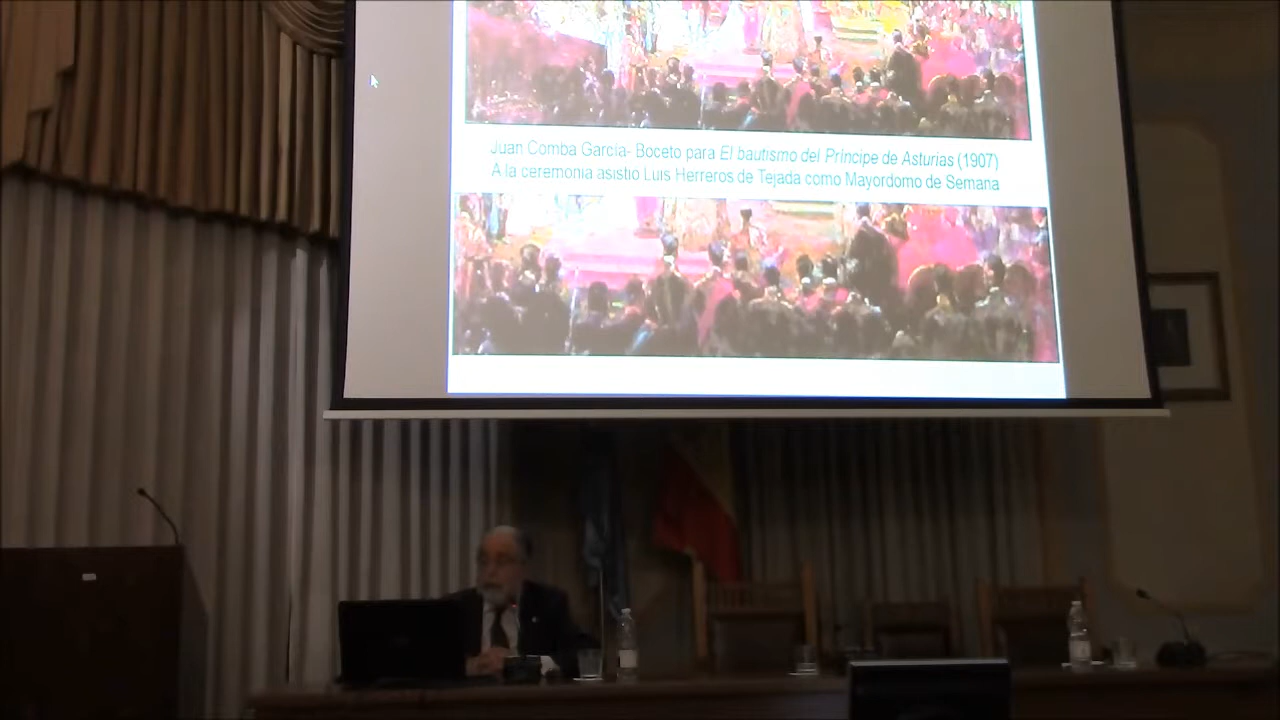 Juan Comba García- Boceto para El bautismo del Príncipe de Asturias (1907)
A la ceremonia asistió Luis Herreros de Tejada como Mayordomo de Semana